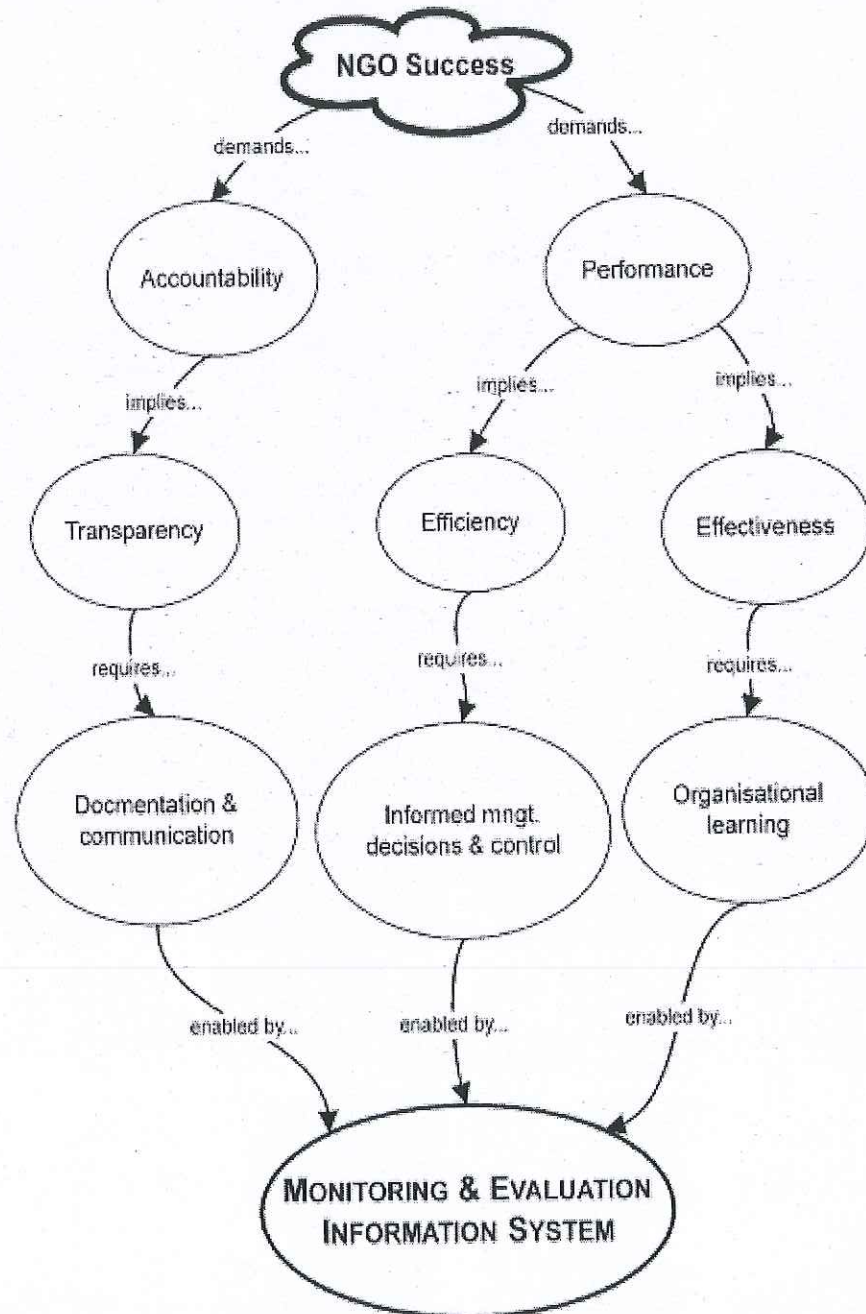 NGO Success
demands...
demands...
Accountability
Performance
implies...
implies...
implies...
Transparency
Efficiency
Effectiveness
requires...
requires...
requires...
Docmentation &
communication
Informed mngt.
decisions & control
Organisational
learning
enabled by...
enabled by...
enabled by...
MONITORING & EVALUATION
INFORMATION SYSTEM